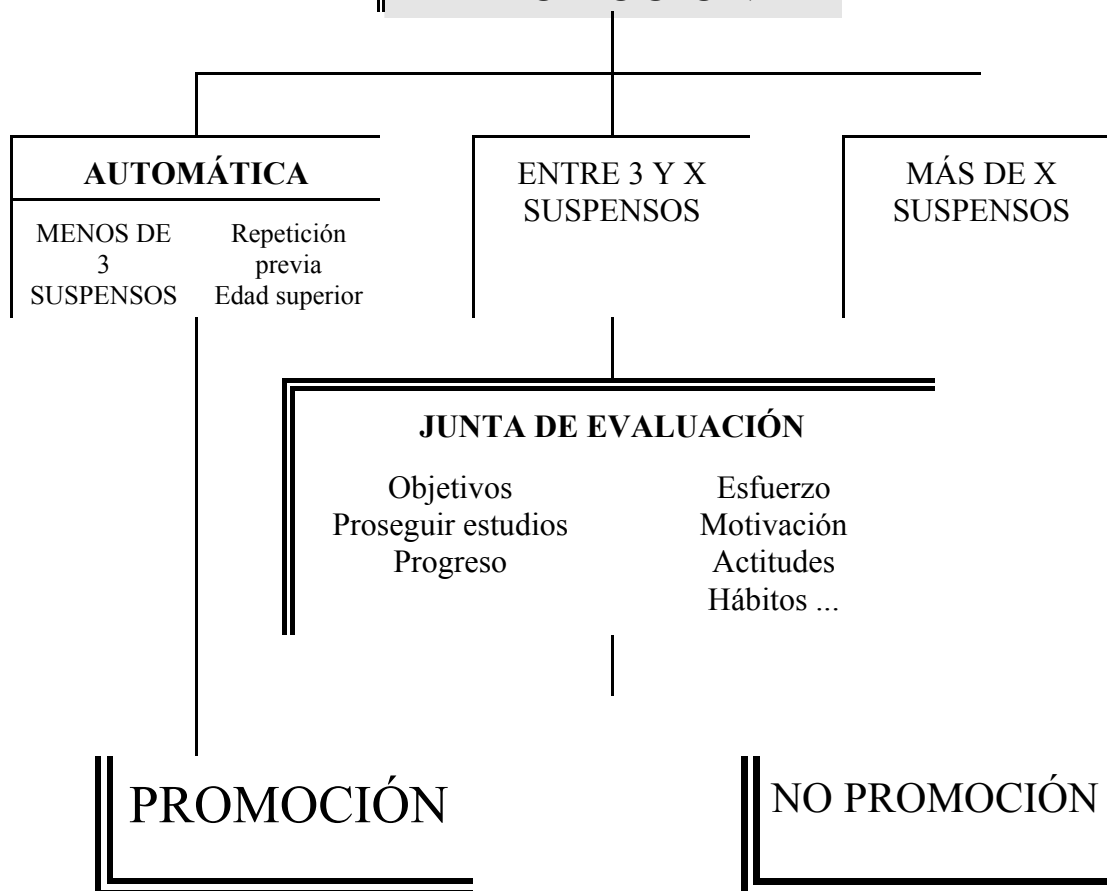 AUTOMÁTICA
MENOS DE
3
SUSPENSOS
Repetición
previa
Edad superior
ENTRE 3 Y X
SUSPENSOS
MÁS DE X
SUSPENSOS
JUNTA DE EVALUACIÓN
Objetivos
Proseguir estudios
Progreso
Esfuerzo
Motivación
Actitudes
Hábitos ...
PROMOCIÓN
NO PROMOCIÓN